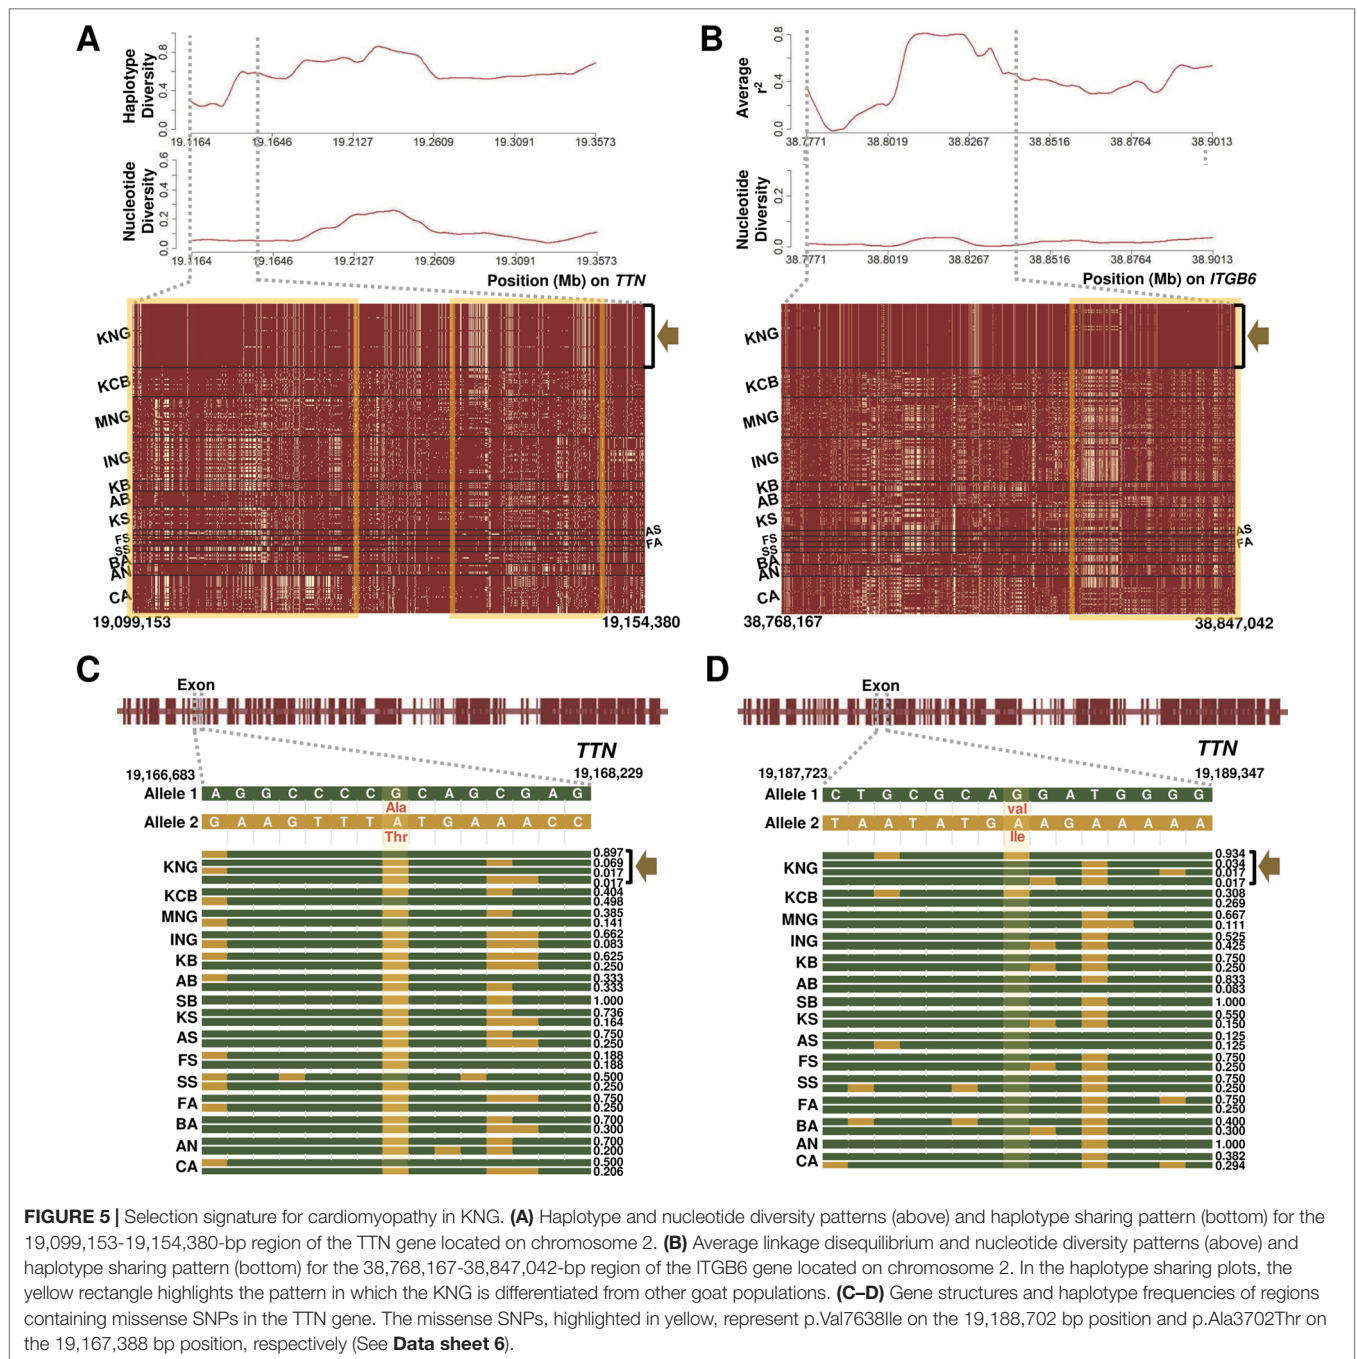 A
B
Haplotype
Diversity
0.8
0.4
0.0
19.1164 19.1646 19.2127 19.2609 19.3091 19.3573
Nucleotide
Diversity
0.6
0.4
0.2
0.0
19.1164 19.1646 19.2127 19.2609 19.3573
Position (Mb) on TTN
Average
r2
0.8
0.4
0.0
38.7771 38.8019 38.8267 38.8516 38.8764 38.9013
Nucleotide
Diversity
0.2
0.0
38.7771 38.8019 38.8267 38.8516 38.8764 38.9013
Position (Mb) on ITGB6
KNG
KCB
MNG
ING
KB
AB
KS
FS
SS
BA
AN
CA
AS
FA
19,099,153 19,154,380
KNG
KCB
MNG
ING
KB
AB
KS
FS
SS
BA
AN
CA
AS
FA
38,768,167 38,847,042
C
Exon
TTN
19,166,683 19,168,229
Allele 1 A G G C C C C G C A G C G A G
Ala
Allele 2 G A A G T T T A T G A A A C C
Thr
KNG 0.897
0.069
0.017
0.017
KCB 0.404
0.498
MNG 0.385
0.141
ING 0.662
0.083
KB 0.625
0.250
AB 0.333
0.333
SB 1.000
KS 0.736
0.164
AS 0.750
0.250
FS 0.188
0.188
SS 0.500
0.250
FA 0.750
0.250
BA 0.700
0.300
AN 0.700
0.200
CA 0.500
0.206
D
Exon
TTN
19,187,723 19,189,347
Allele 1 C T G C G C A G G A T G G G G
val
Allele 2 T A A T A T G A A G A A A A A
Ile
KNG 0.934
0.034
0.017
0.017
KCB 0.308
0.269
MNG 0.667
0.111
ING 0.525
0.425
KB 0.750
0.250
AB 0.833
0.083
SB 1.000
KS 0.550
0.150
AS 0.125
0.125
FS 0.750
0.250
SS 0.750
0.250
FA 0.750
0.250
BA 0.400
0.300
AN 1.000
CA 0.382
0.294
FIGURE 5 | Selection signature for cardiomyopathy in KNG. (A) Haplotype and nucleotide diversity patterns (above) and haplotype sharing pattern (bottom) for the
19,099,153-19,154,380-bp region of the TTN gene located on chromosome 2. (B) Average linkage disequilibrium and nucleotide diversity patterns (above) and
haplotype sharing pattern (bottom) for the 38,768,167-38,847,042-bp region of the ITGB6 gene located on chromosome 2. In the haplotype sharing plots, the
yellow rectangle highlights the pattern in which the KNG is differentiated from other goat populations. (C–D) Gene structures and haplotype frequencies of regions
containing missense SNPs in the TTN gene. The missense SNPs, highlighted in yellow, represent p.Val7638Ile on the 19,188,702 bp position and p.Ala3702Thr on
the 19,167,388 bp position, respectively (See Data sheet 6).